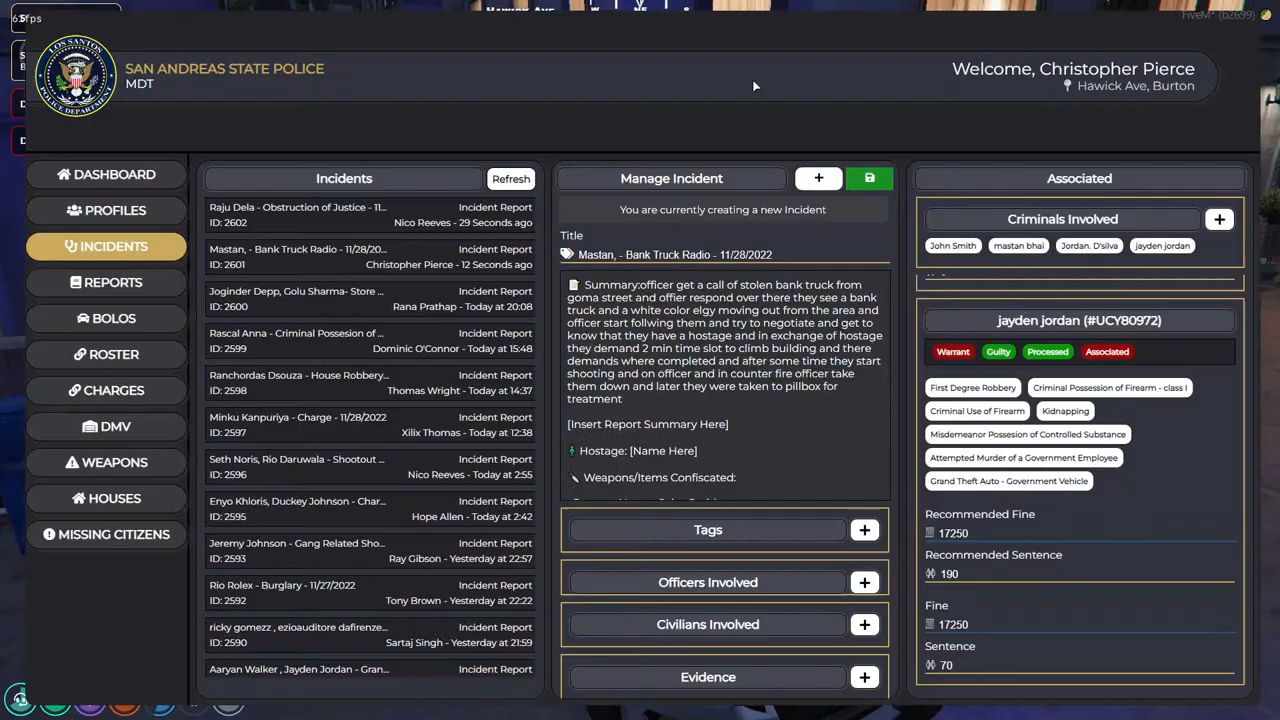 fps
HAWICK AVE
W NE S
FiveM* (b2699)
LOS SANTOS
POLICE DEPARTMENT
SAN ANDREAS STATE POLICE
MDT
Welcome, Christopher Pierce
Hawick Ave, Burton
DASHBOARD
PROFILES
INCIDENTS
REPORTS
BOLOS
ROSTER
CHARGES
DMV
WEAPONS
HOUSES
MISSING CITIZENS
Incidents
Refresh
Raju Dela - Obstruction of Justice - 11... Incident Report
ID: 2602 Nico Reeves - 29 Seconds ago
Mastan, - Bank Truck Radio - 11/28/20... Incident Report
ID: 2601 Christopher Pierce - 12 Seconds ago
Joginder Depp, Golu Sharma- Store ... Incident Report
ID: 2600 Rana Prathap - Today at 20:08
Rascal Anna - Criminal Possesion of ... Incident Report
ID: 2599 Dominic O'Connor - Today at 15:48
Ranchordas Dsouza - House Robbery... Incident Report
ID: 2598 Thomas Wright - Today at 14:37
Minku Kanpuriya - Charge - 11/28/2022 Incident Report
ID: 2597 Xilix Thomas - Today at 12:38
Seth Noris, Rio Daruwala - Shootout ... Incident Report
ID: 2596 Nico Reeves - Today at 2:55
Enyo Khloris, Duckey Johnson - Char... Incident Report
ID: 2595 Hope Allen - Today at 2:42
Jeremy Johnson - Gang Related Sho... Incident Report
ID: 2593 Ray Gibson - Yesterday at 22:57
Rio Rolex - Burglary - 11/27/2022 Incident Report
ID: 2592 Tony Brown - Yesterday at 22:22
ricky gomezz , ezioauditore dafirenze... Incident Report
ID: 2590 Sartaj Singh - Yesterday at 21:59
Aaryan Walker , Jayden Jordan - Gran... Incident Report
Manage Incident
+
You are currently creating a new Incident
Title
Mastan, - Bank Truck Radio - 11/28/2022
Summary:officer get a call of stolen bank truck from
goma street and offier respond over there they see a bank
truck and a white color elgy moving out from the area and
officer start follwing them and try to negotiate and get to
know that they have a hostage and in exchange of hostage
they demand 2 min time slot to climb building and there
demands where completed and after some time they start
shooting and on officer and in counter fire officer take
them down and later they were taken to pillbox for
treatment
[Insert Report Summary Here]
Hostage: [Name Here]
Weapons/Items Confiscated:
Tags +
Officers Involved +
Civilians Involved +
Evidence +
Associated
Criminals Involved +
John Smith mastan bhai Jordan. D'silva jayden jordan
jayden jordan (#UCY80972)
Warrant Guilty Processed Associated
First Degree Robbery Criminal Possession of Firearm - class I
Criminal Use of Firearm Kidnapping
Misdemeanor Possesion of Controlled Substance
Attempted Murder of a Government Employee
Grand Theft Auto - Government Vehicle
Recommended Fine
17250
Recommended Sentence
190
Fine
17250
Sentence
70